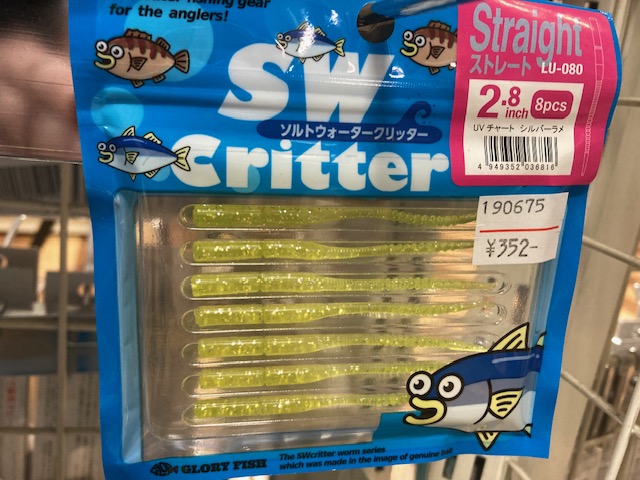 fishing gear
for the anglers!
SW
ソルトウォータークリッター
Critter
Straight
ストレート LU-080
2.8 inch 8pcs
UV チャート シルバーラメ
4 949352 036816
190675
¥352-
GLORY FISH
The SWcritter worm series
which was made in the image of genuine bait